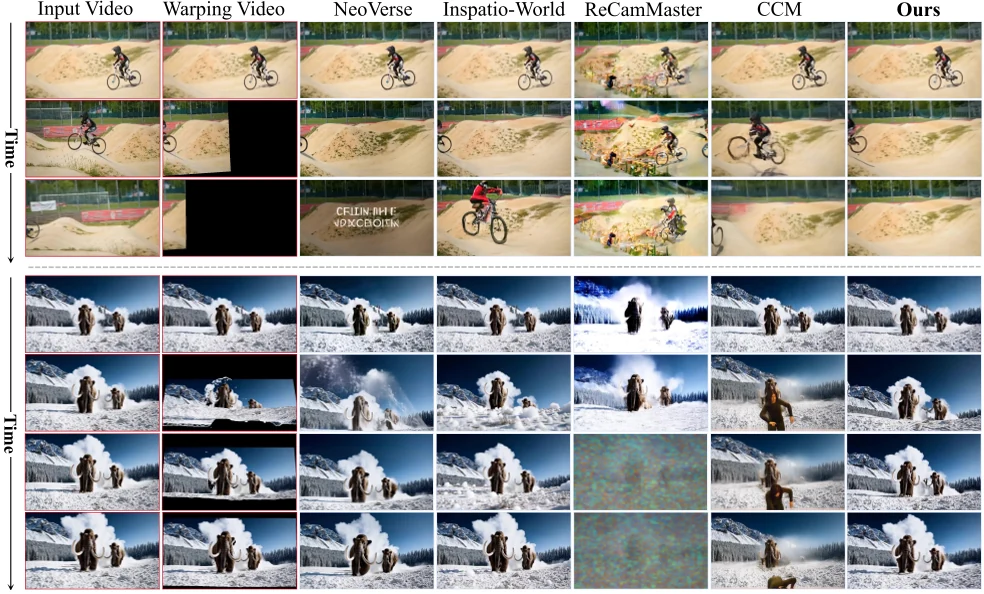 Input Video
Warping Video
NeoVerse
Inspatio-World
ReCamMaster
CCM
Ours
Time
Time